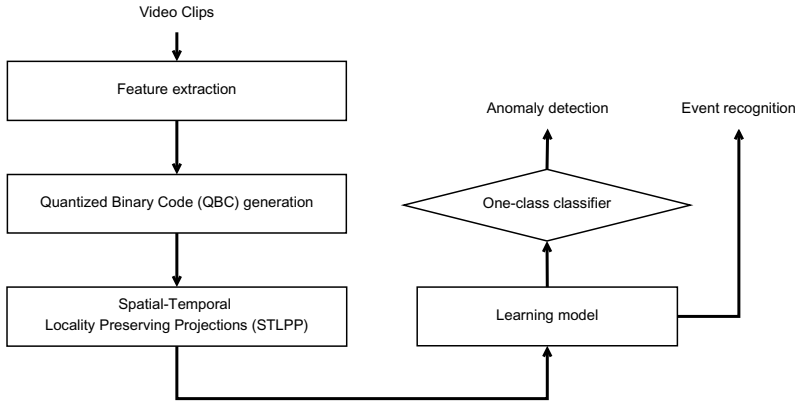 Video Clips
Feature extraction
Quantized Binary Code (QBC) generation
Spatial-Temporal
Locality Preserving Projections (STLPP)
Anomaly detection
Event recognition
One-class classifier
Learning model